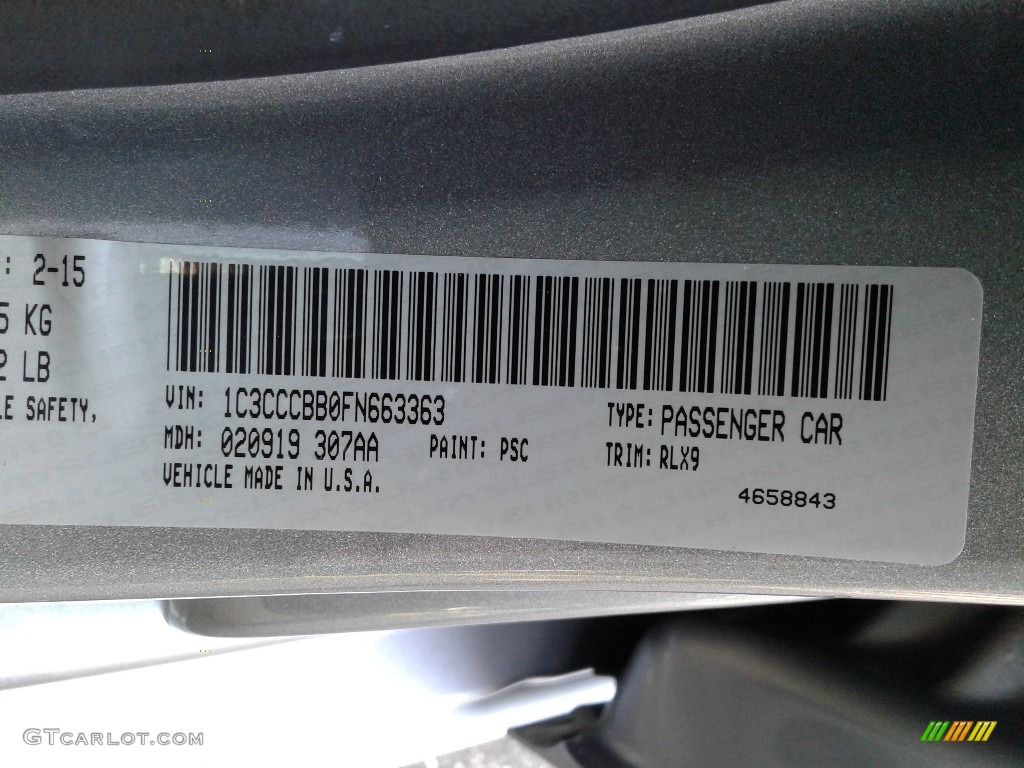 : 2-15
5 KG
2 LB
LE SAFETY,
VIN: 1C3CCCBB0FN663363
TYPE: PASSENGER CAR
MDH: 020919 307AA PAINT: PSC
TRIM: RLX9
VEHICLE MADE IN U.S.A.
4658843
GTCARLOT.COM